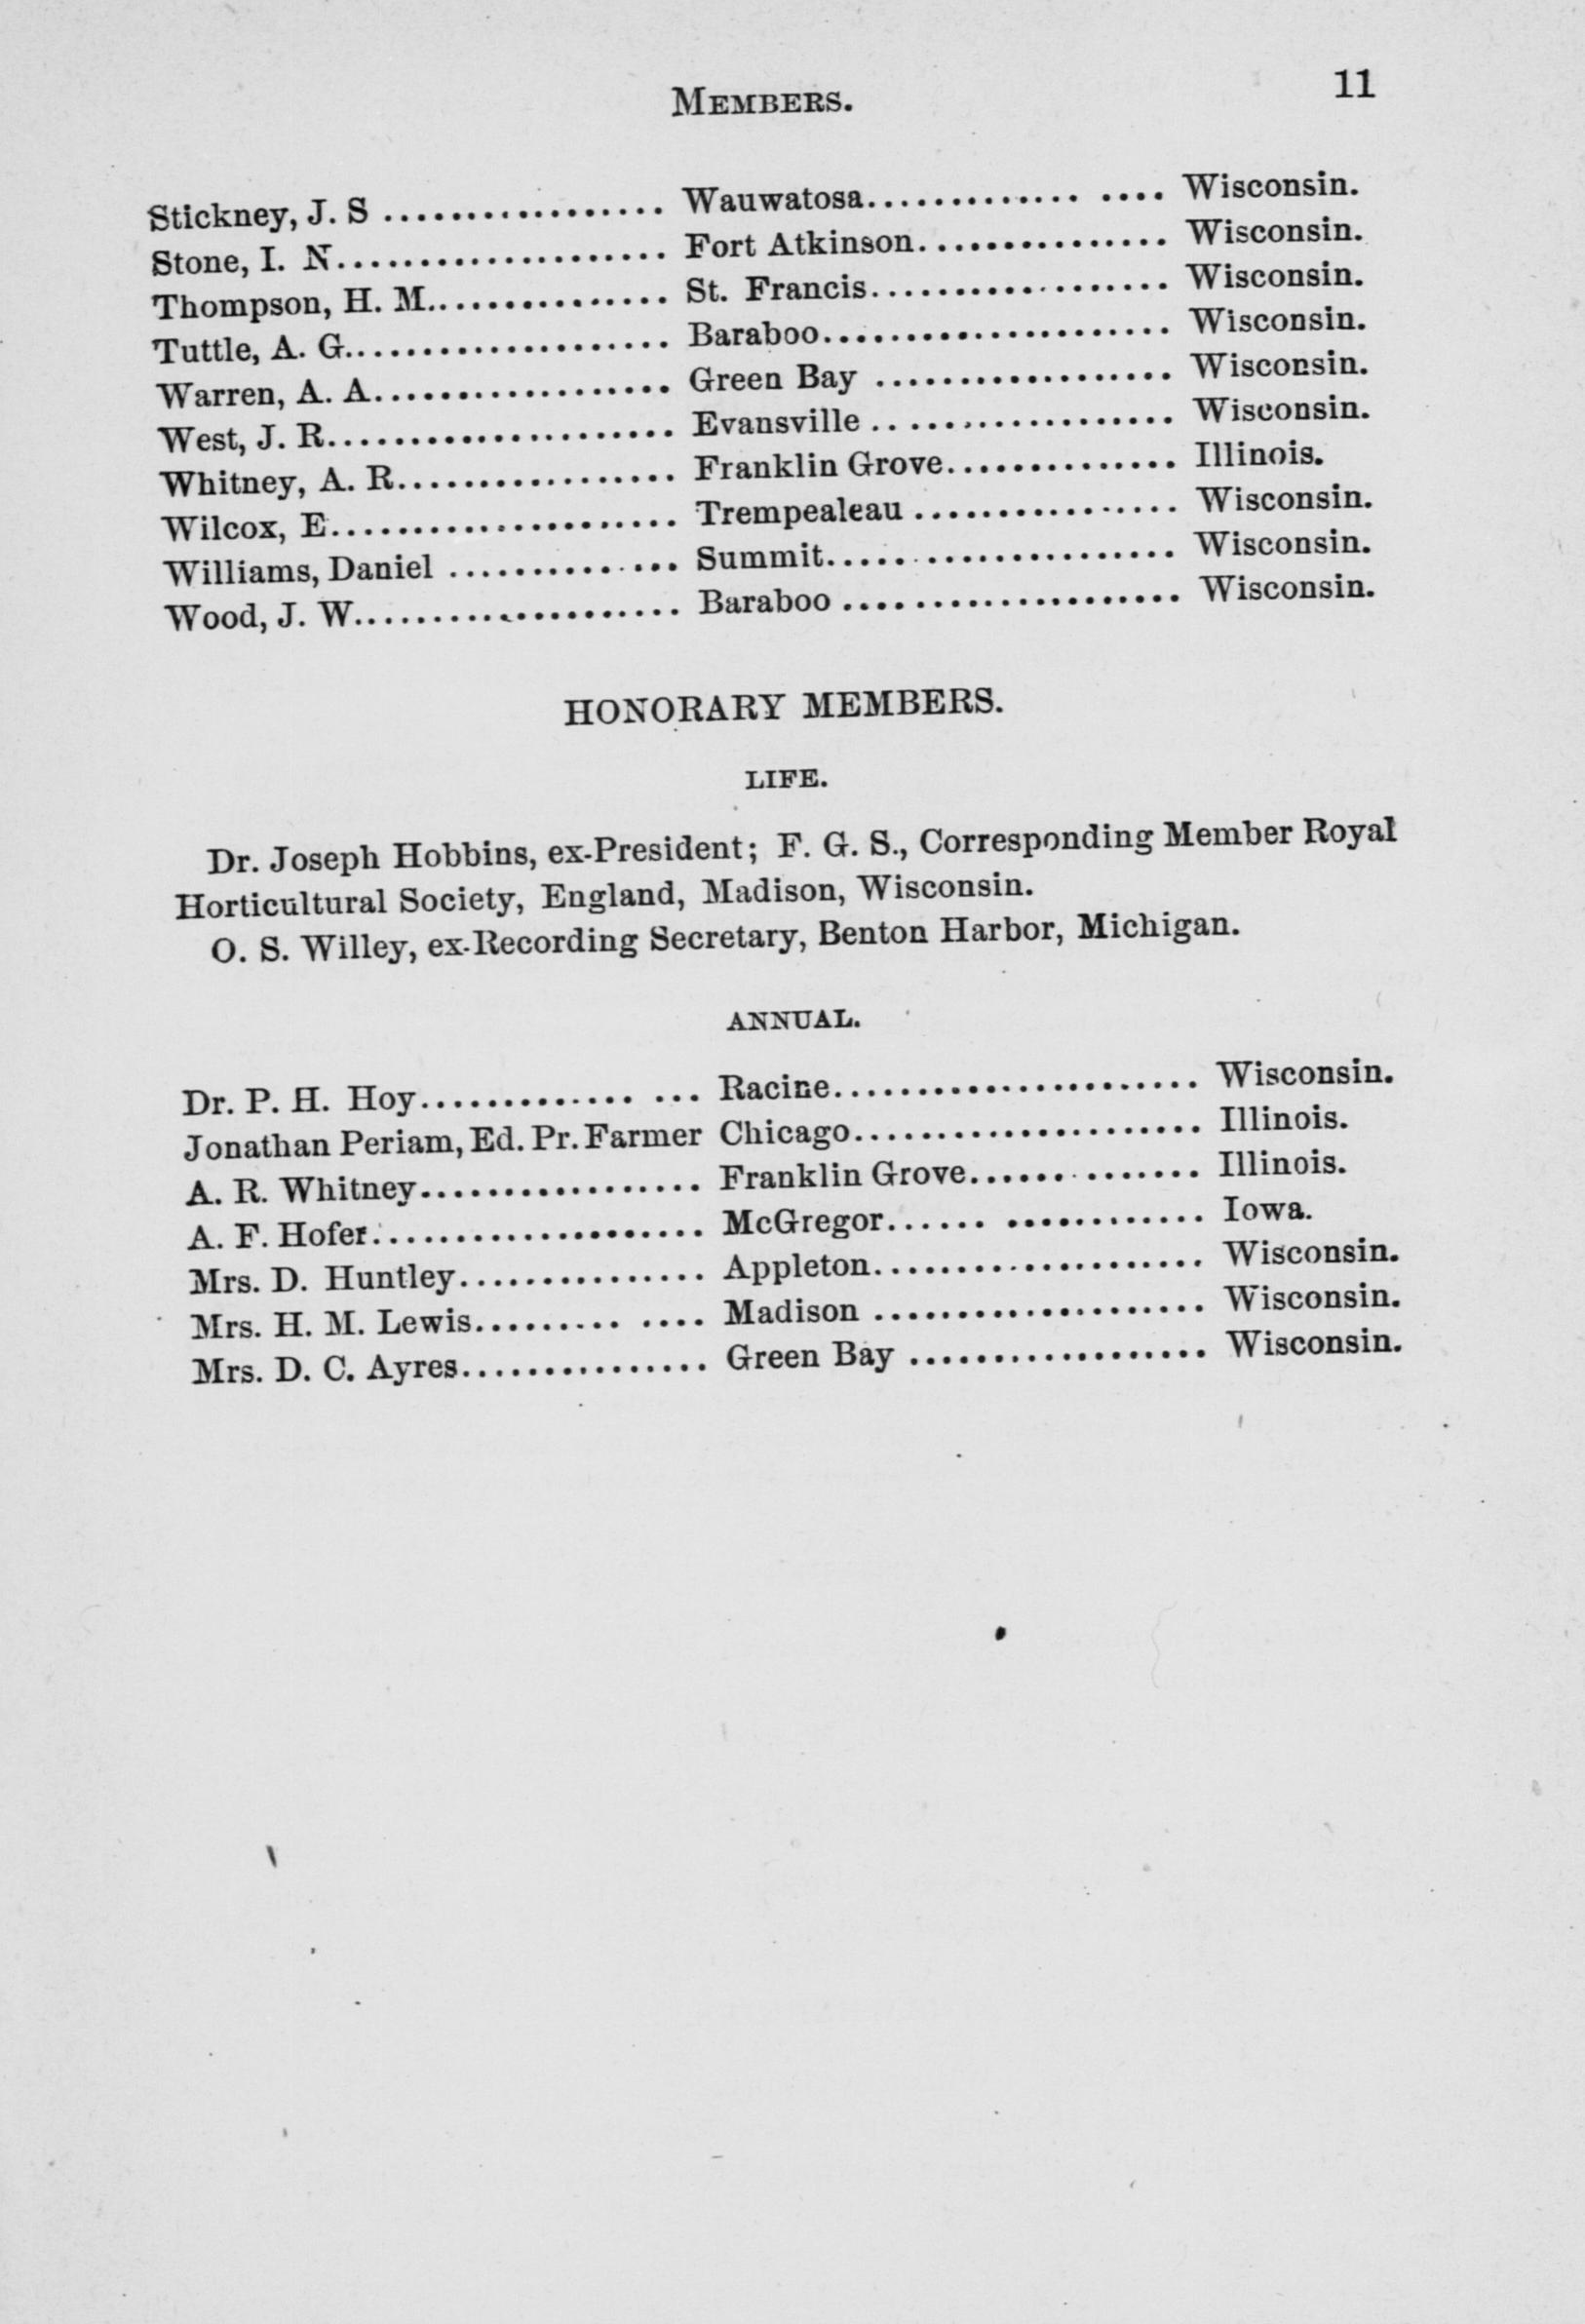 MEMBERS. 11
Stickney, J. S ................. Wauwatosa............. .... Wisconsin.
Stone, I. N.................... Fort Atkinson............... Wisconsin.
Thompson, H. M............... St. Francis.................. Wisconsin.
Tuttle, A. G.................... Baraboo..................... Wisconsin.
Warren, A. A.................. Green Bay .................. Wisconsin.
West, J. R..................... Evansville ................... Wisconsin.
Whitney, A. R................. Franklin Grove.............. Illinois.
Wilcox, E..................... Trempealeau ................ Wisconsin.
Williams, Daniel .............. Summit..................... Wisconsin.
Wood, J. W.................... Baraboo ..................... Wisconsin.
HONORARY MEMBERS.
LIFE.
Dr. Joseph Hobbins, ex-President; F. G. S., Corresponding Member Royal
Horticultural Society, England, Madison, Wisconsin.
O. S. Willey, ex-Recording Secretary, Benton Harbor, Michigan.
ANNUAL.
Dr. P. H. Hoy............. ... Racine...................... Wisconsin.
Jonathan Periam, Ed. Pr. Farmer Chicago..................... Illinois.
A. R. Whitney................. Franklin Grove.............. Illinois.
A. F. Hofer..................... McGregor...... ............ Iowa.
Mrs. D. Huntley............... Appleton.................... Wisconsin.
Mrs. H. M. Lewis......... .... Madison .................... Wisconsin.
Mrs. D. C. Ayres............... Green Bay .................. Wisconsin.